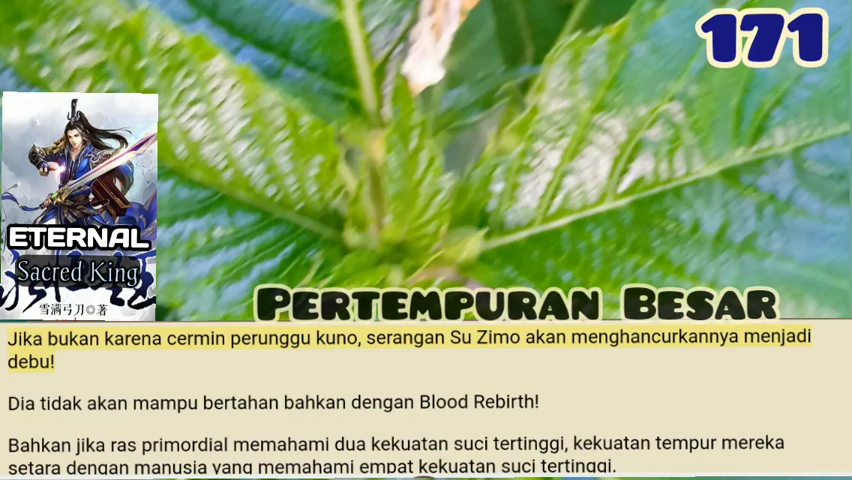 171
ETERNAL
Sacred King
雪满弓刀◎著
PERTEMPURAN BESAR
Jika bukan karena cermin perunggu kuno, serangan Su Zimo akan menghancurkannya menjadi
debu!
Dia tidak akan mampu bertahan bahkan dengan Blood Rebirth!
Bahkan jika ras primordial memahami dua kekuatan suci tertinggi, kekuatan tempur mereka
setara dengan manusia yang memahami empat kekuatan suci tertinggi.